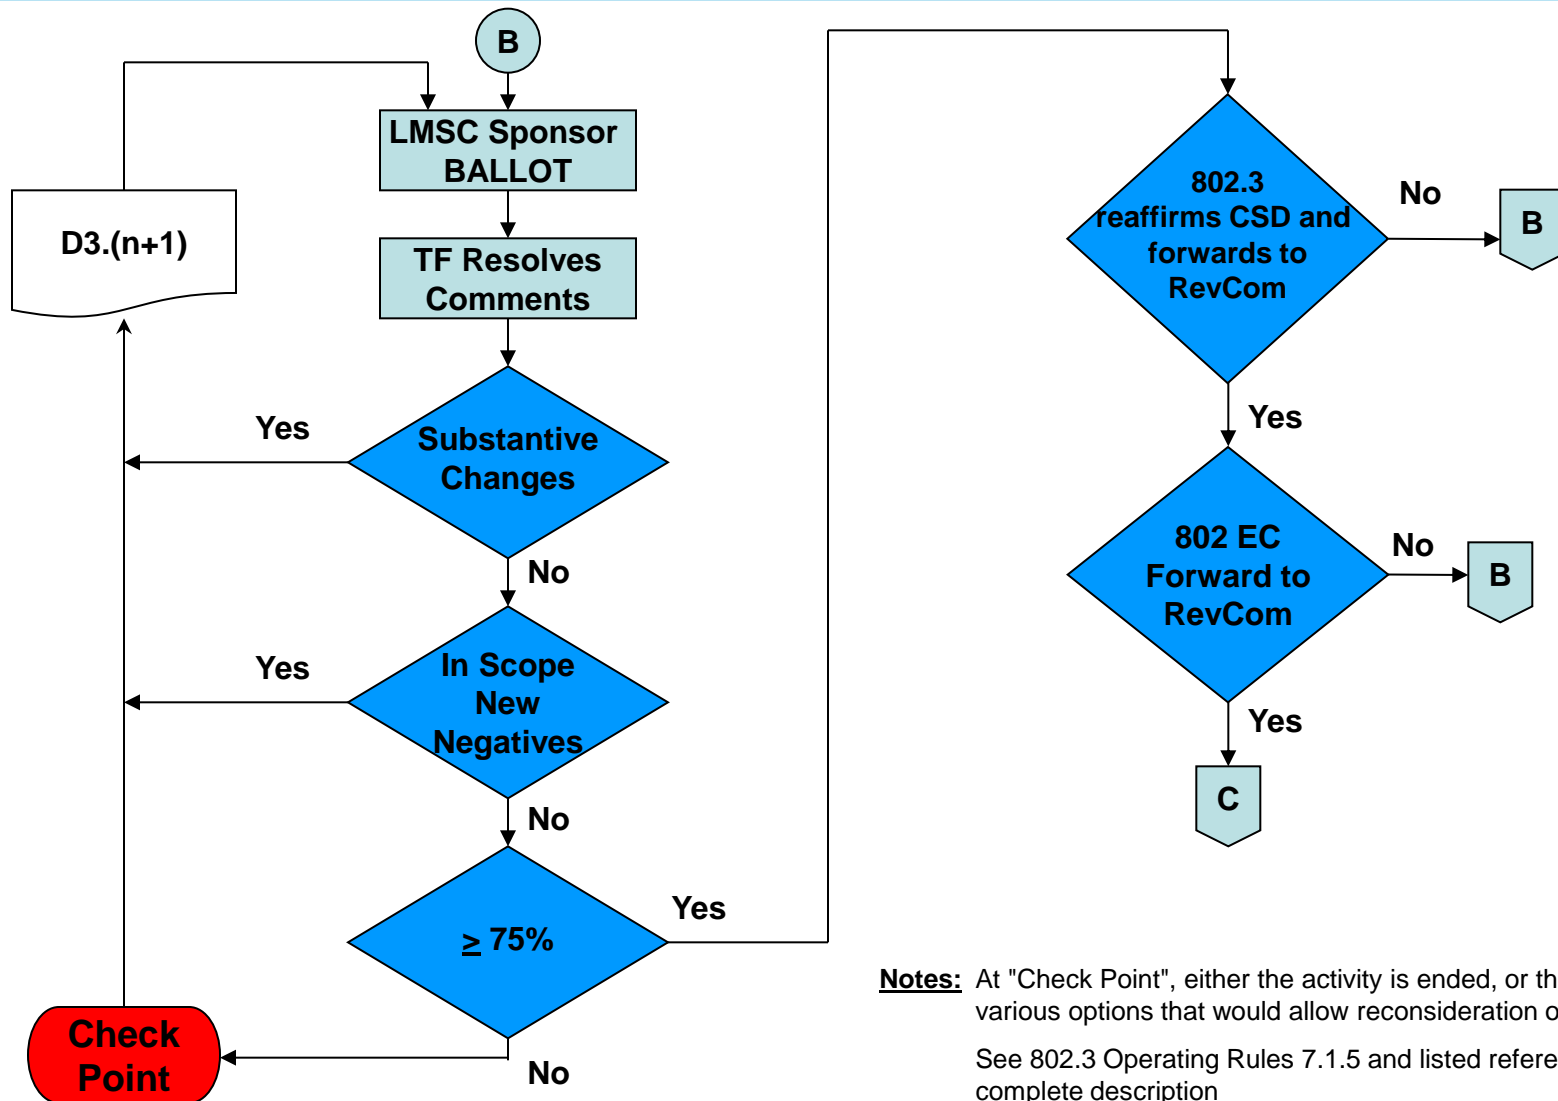 B
LMSC Sponsor
BALLOT
D3.(n+1)
TF Resolves
Comments
Yes
Substantive
Changes
No
Yes
In Scope
New
Negatives
No
≥ 75%
Yes
Check
Point
No
802.3
reaffirms CSD and
forwards to
RevCom
No
B
Yes
802 EC
Forward to
RevCom
No
B
Yes
C
Notes: At "Check Point", either the activity is ended, or th
various options that would allow reconsideration o
See 802.3 Operating Rules 7.1.5 and listed refere
complete description